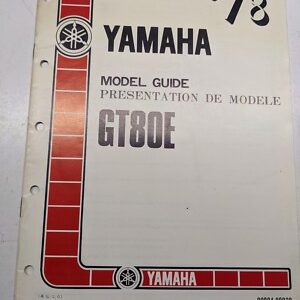 '78
YAMAHA
MODEL GUIDE
PRESENTATION DE MODELE
GT80E
YAMAHA